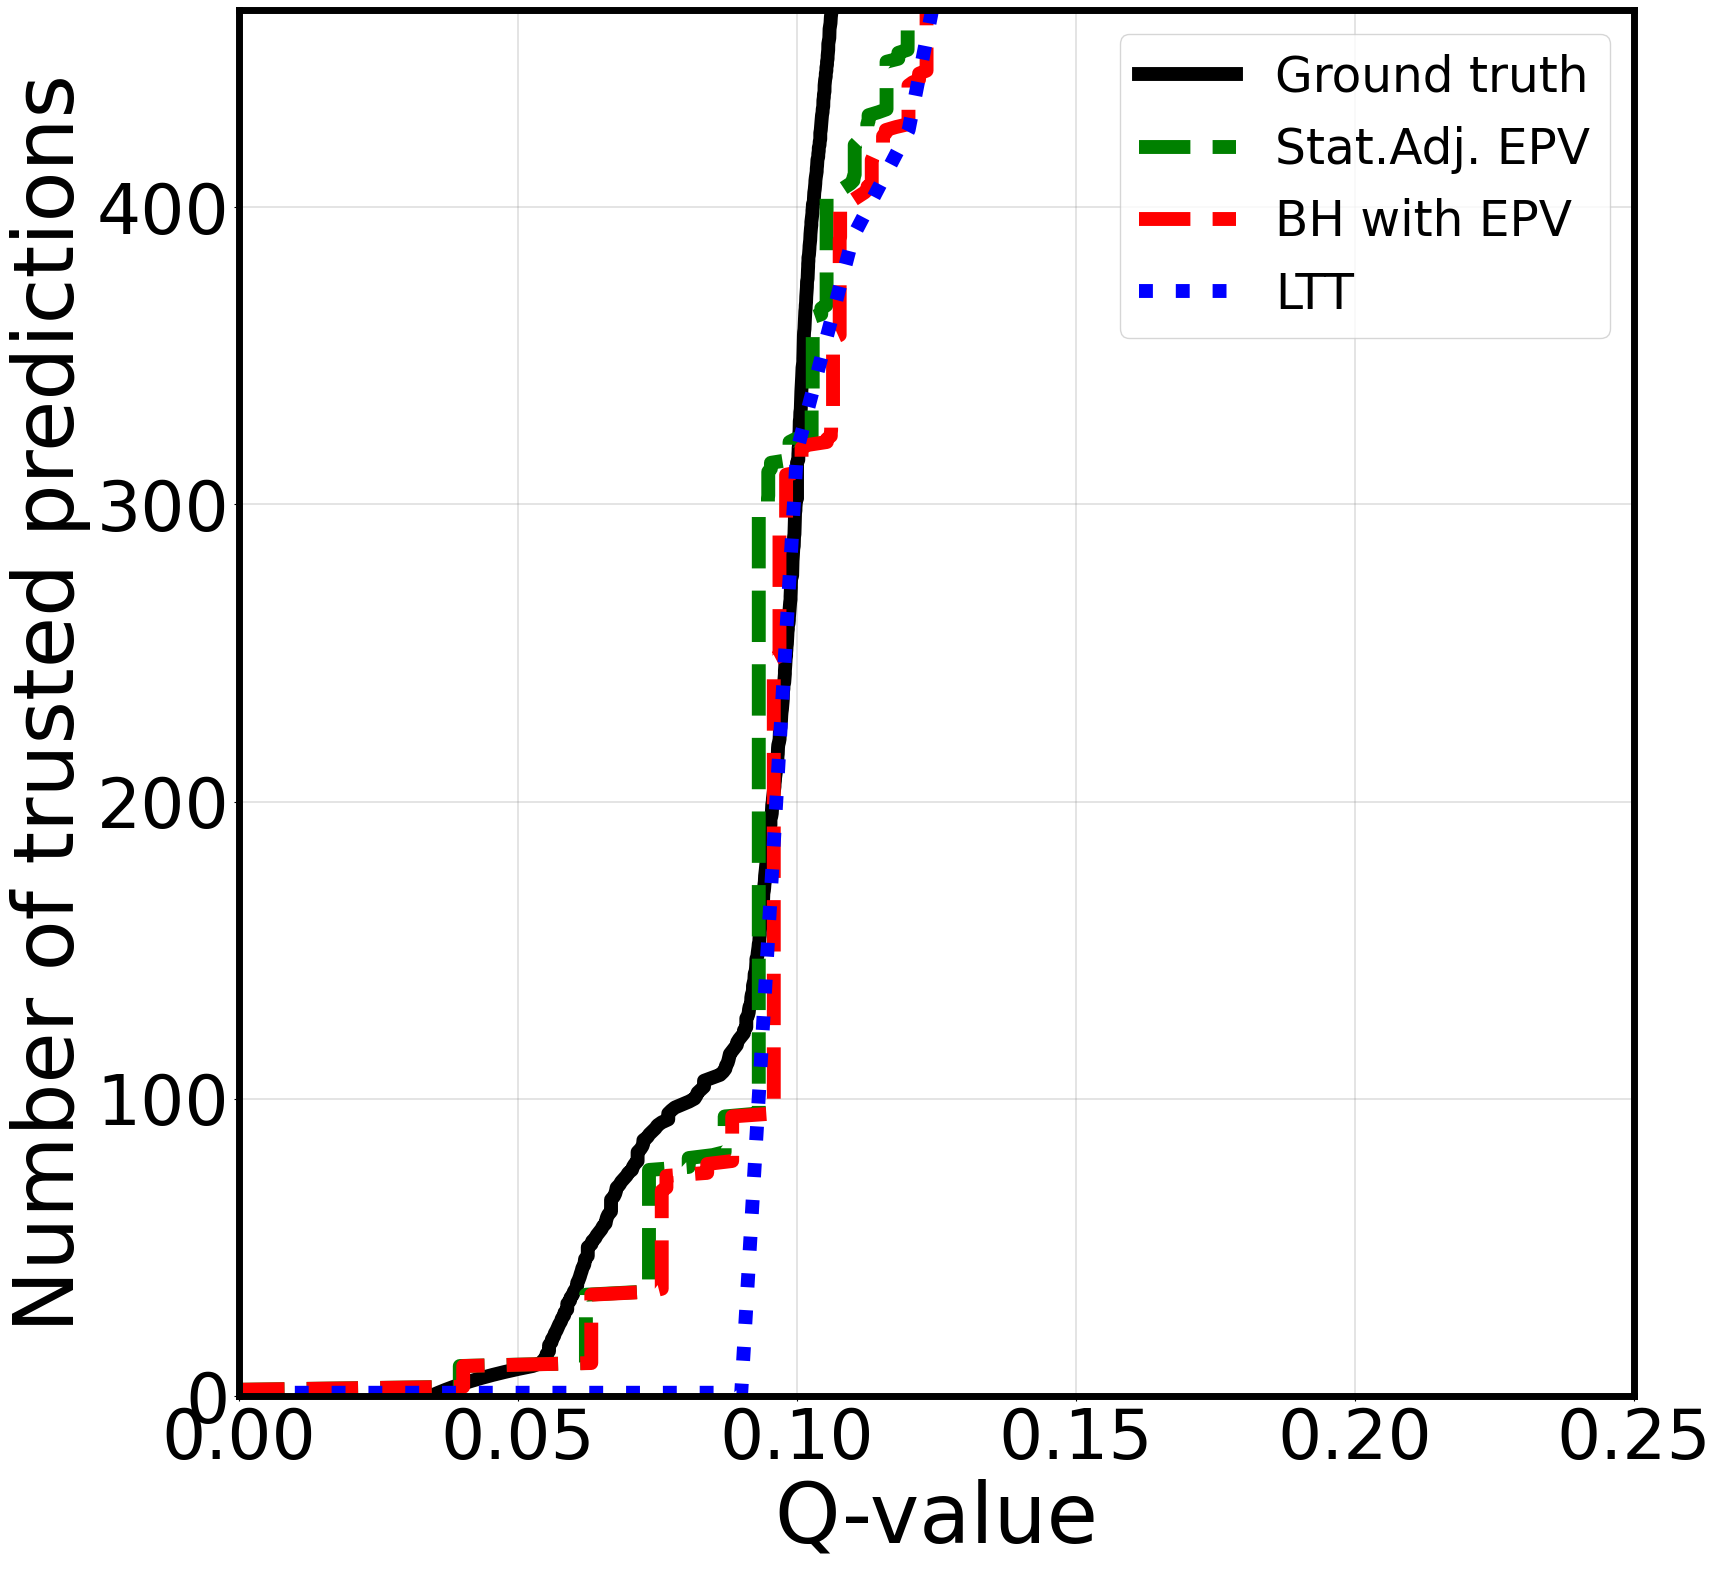 Number of trusted predictions
400
300
200
100
0
0.00
0.05
0.10
0.15
0.20
0.25
Q-value
Ground truth
Stat.Adj. EPV
BH with EPV
LTT